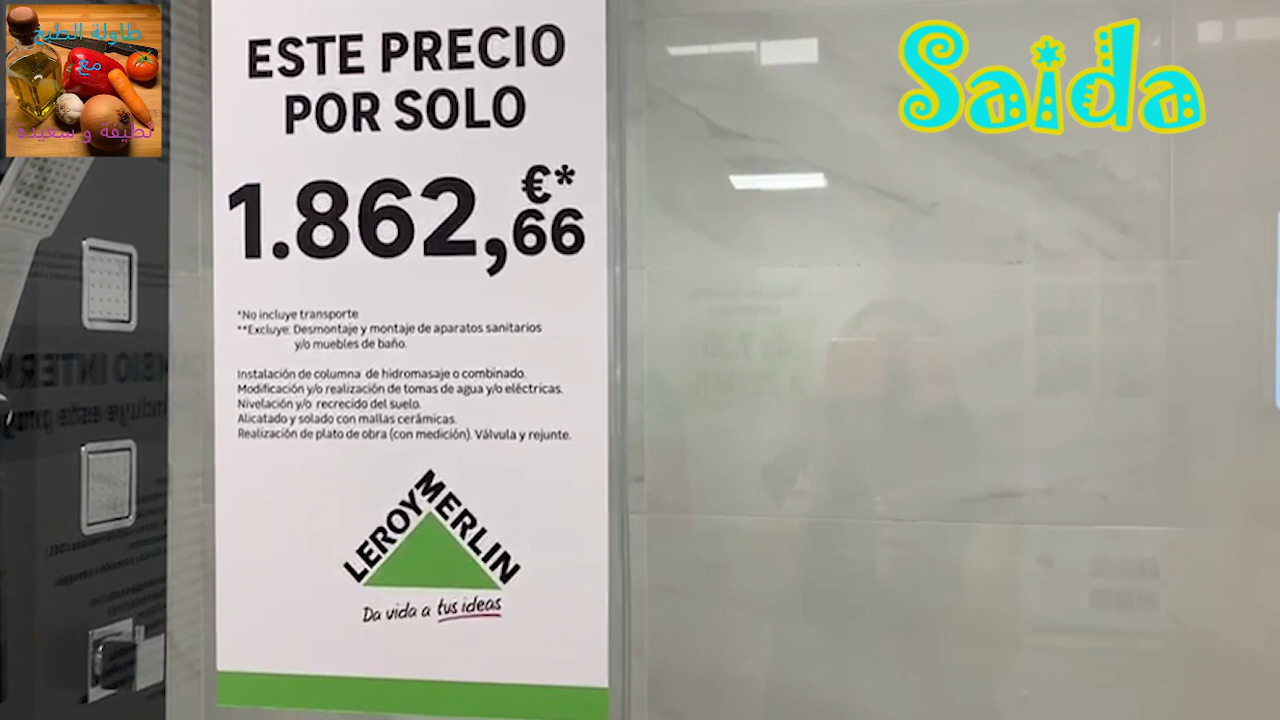 طاولة الطبخ
مع
نظيفة و سعيدة
Saida
ESTE PRECIO
POR SOLO
1.862,66 €*
*No incluye transporte
**Excluye: Desmontaje y montaje de aparatos sanitarios
y/o muebles de baño.
Instalación de columna de hidromasaje o combinado.
Modificación y/o realización de tomas de agua y/o eléctricas.
Nivelación y/o recrecido del suelo.
Alicatado y solado con mallas cerámicas.
Realización de plato de obra (con medición). Válvula y rejunte.
LEROY MERLIN
Da vida a tus ideas